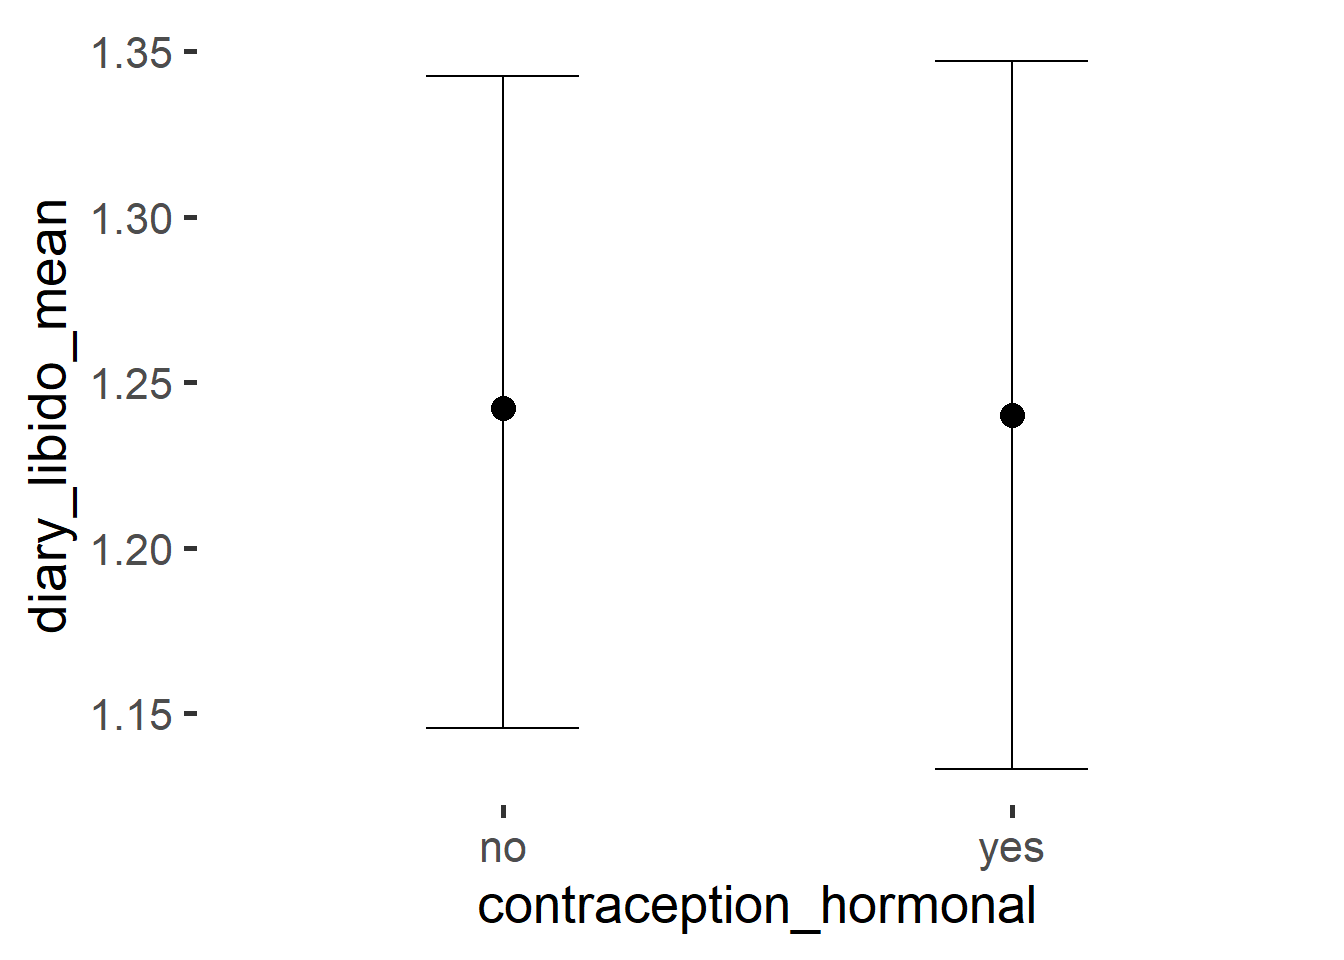 diary_libido_mean
1.35
1.30
1.25
1.20
1.15
no yes
contraception_hormonal